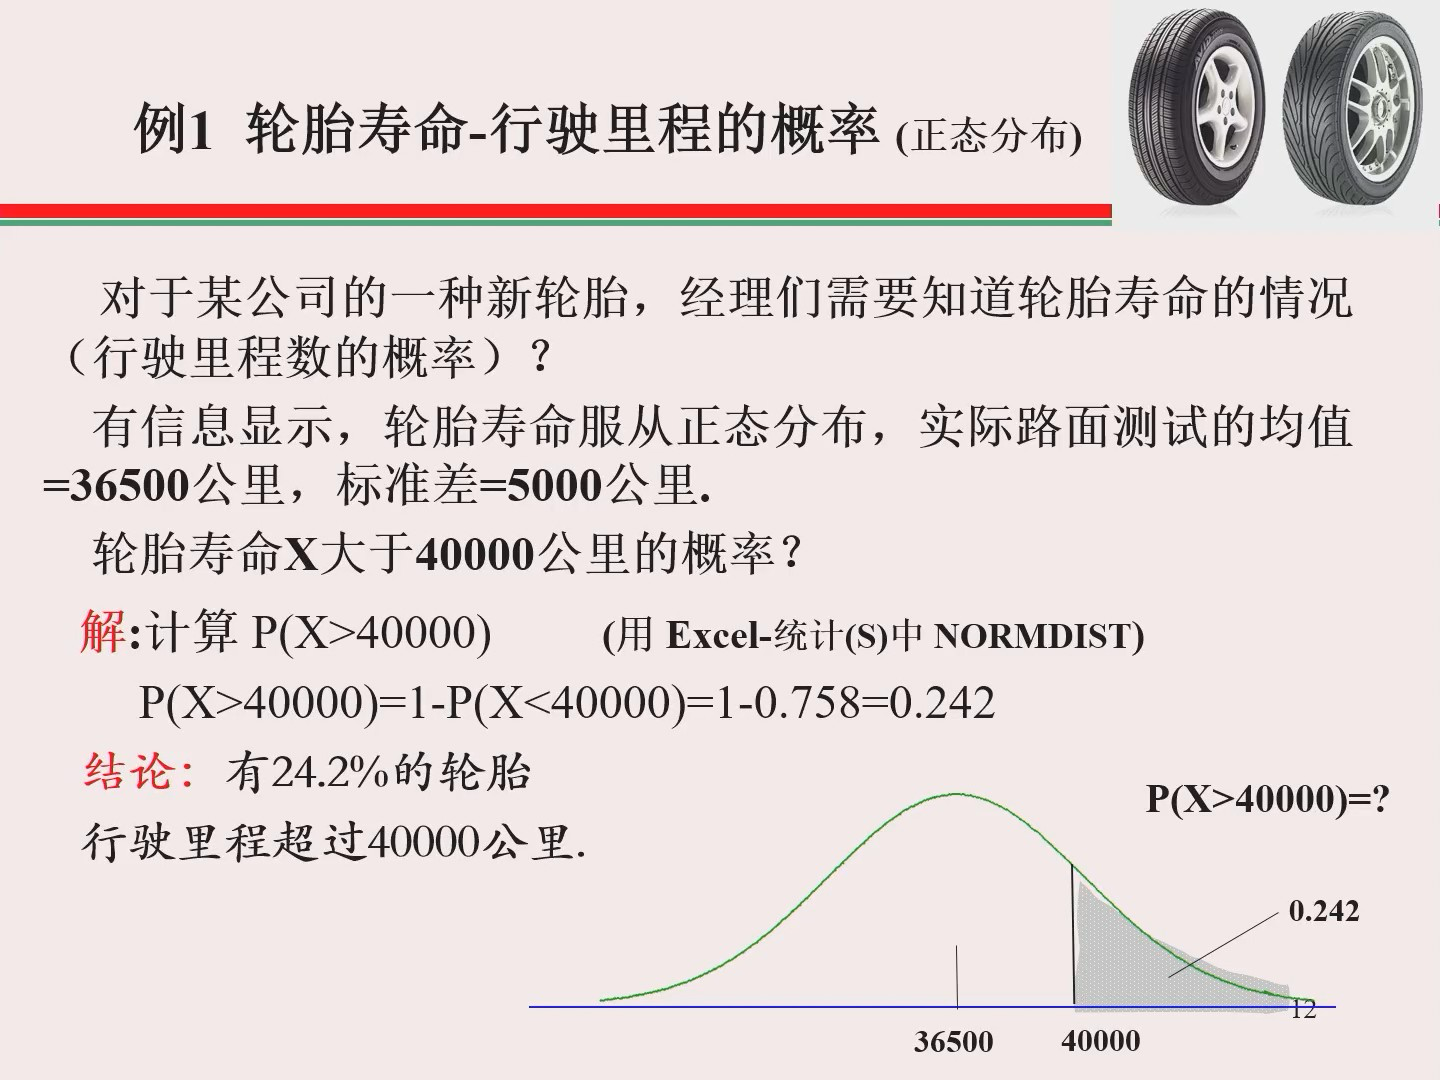 例1 轮胎寿命-行驶里程的概率 (正态分布)
对于某公司的一种新轮胎，经理们需要知道轮胎寿命的情况
（行驶里程数的概率）？
有信息显示，轮胎寿命服从正态分布，实际路面测试的均值
=36500公里，标准差=5000公里.
轮胎寿命X大于40000公里的概率？
解:计算 P(X>40000) (用 Excel-统计(S)中 NORMDIST)
P(X>40000)=1-P(X<40000)=1-0.758=0.242
结论：有24.2%的轮胎
行驶里程超过40000公里.
P(X>40000)=?
0.242
12
36500
40000